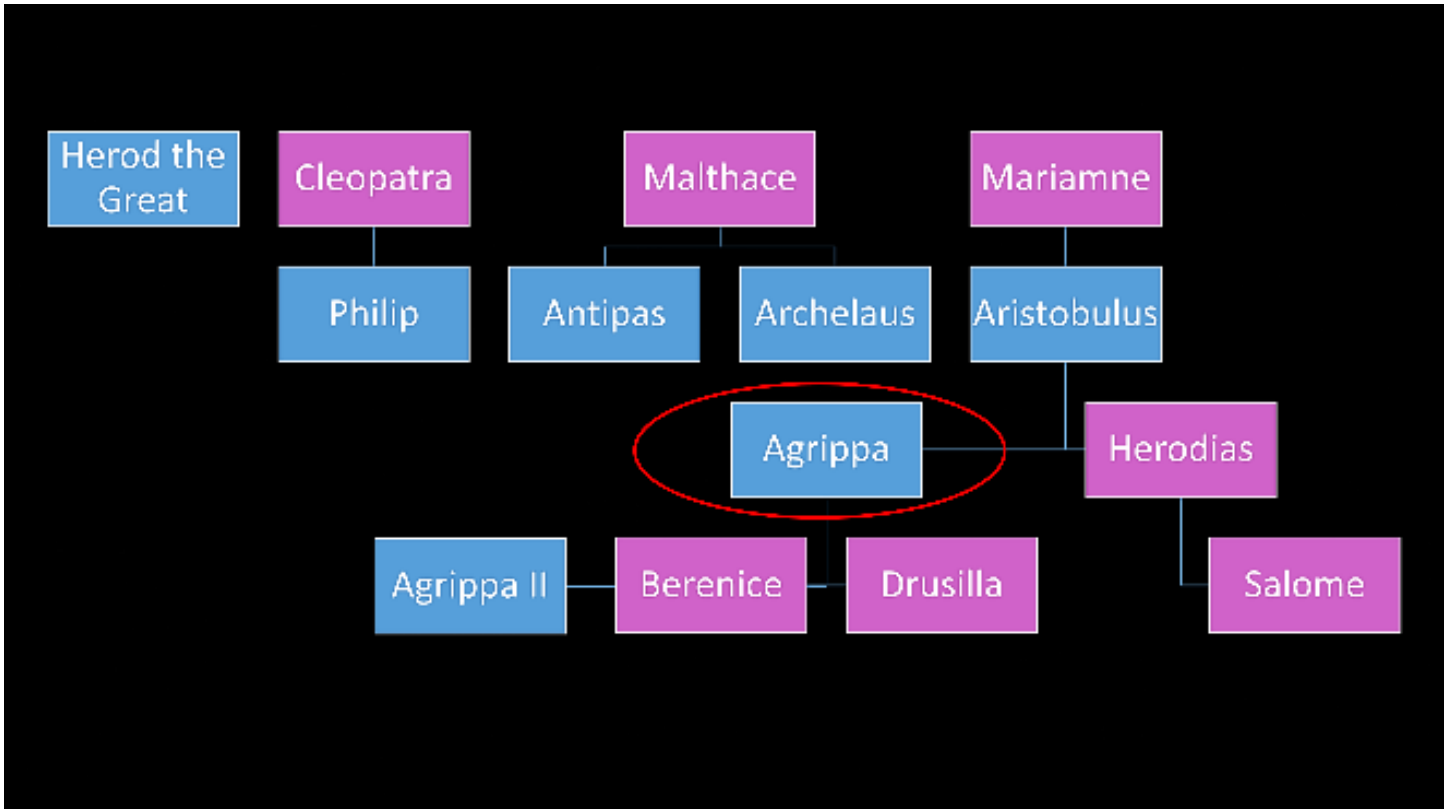 Herod the
Great
Cleopatra
Malthace
Mariamne
Philip
Antipas
Archelaus
Aristobulus
Agrippa
Herodias
Agrippa II
Berenice
Drusilla
Salome